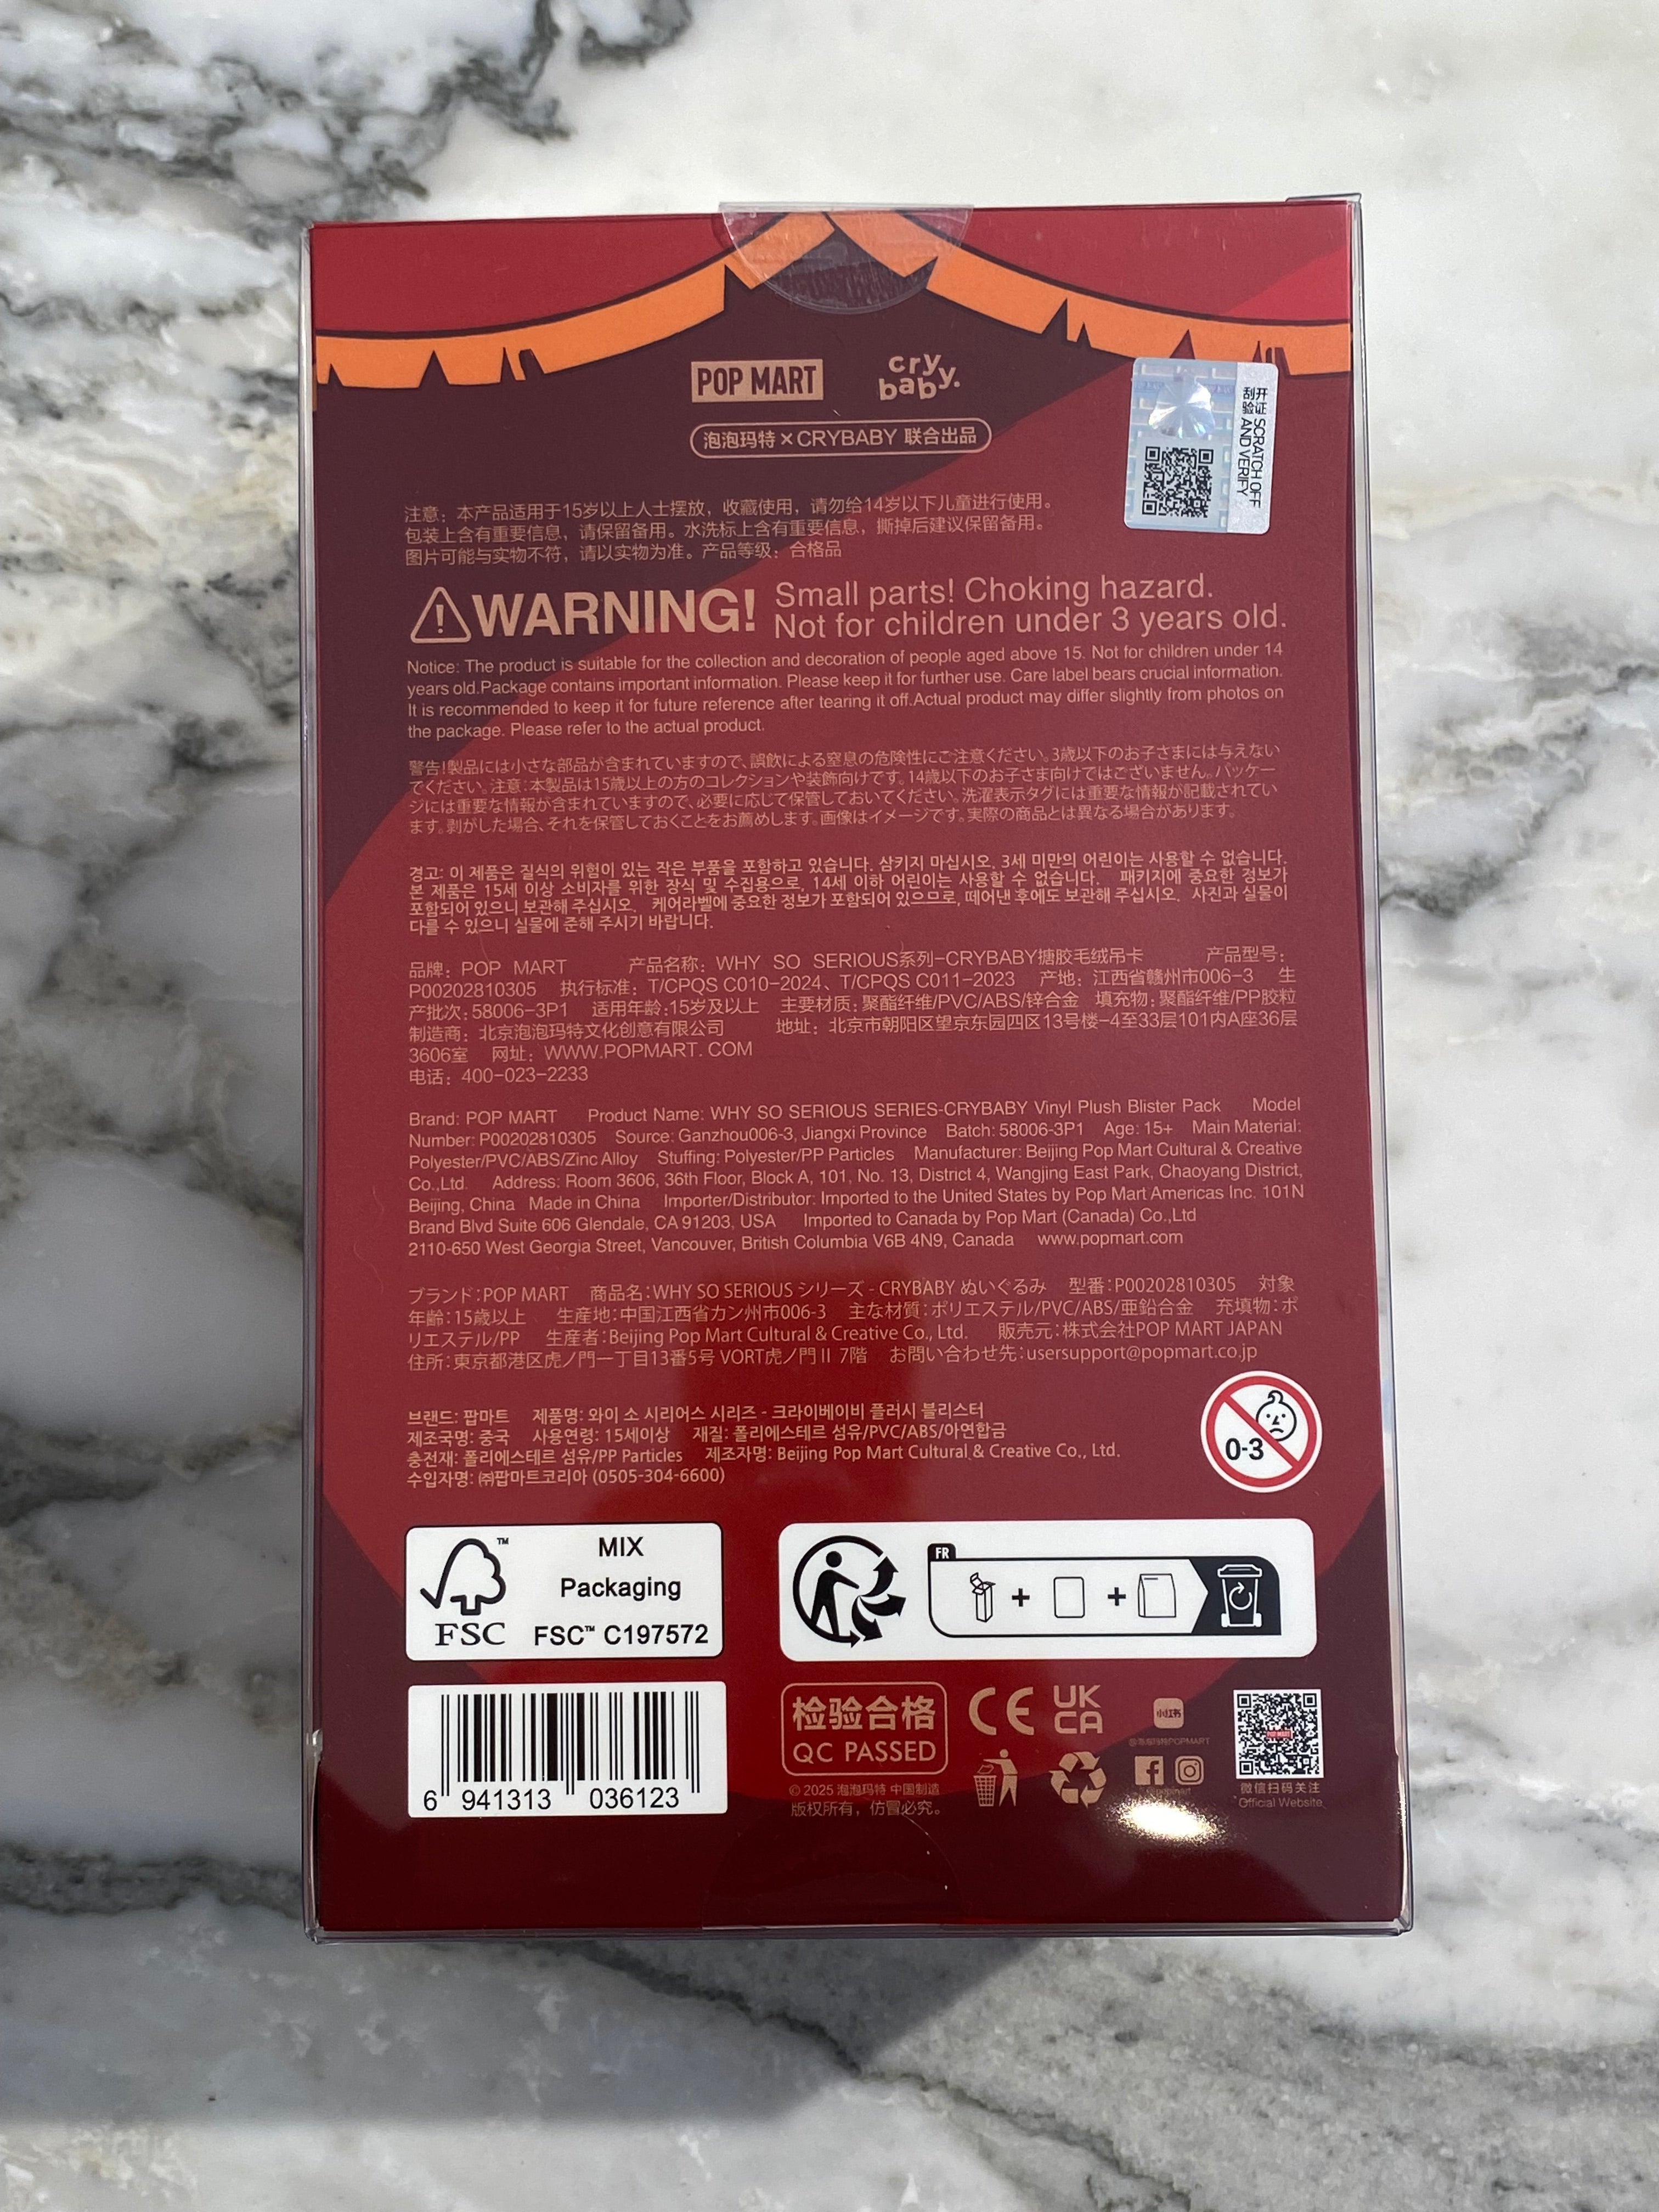 POP MART
cry
baby.
泡泡玛特×CRYBABY 联合出品
开 证 SCRATCH OFF
刮 验 AND VERIFY
注意：本产品适用于15岁以上人士摆放，收藏使用，请勿给14岁以下儿童进行使用。
包装上含有重要信息，请保留备用。水洗标上含有重要信息，撕掉后建议保留备用。
图片可能与实物不符，请以实物为准。产品等级：合格品
WARNING! Small parts! Choking hazard.
Not for children under 3 years old.
Notice: The product is suitable for the collection and decoration of people aged above 15. Not for children under 14
years old.Package contains important information. Please keep it for further use. Care label bears crucial information.
It is recommended to keep it for future reference after tearing it off.Actual product may differ slightly from photos on
the package. Please refer to the actual product.
警告!製品には小さな部品が含まれていますので、誤飲による窒息の危険性にご注意ください。3歳以下のお子さまには与えない
でください。注意:本製品は15歳以上の方のコレクションや装飾向けです。14歳以下のお子さま向けではございません。パッケー
ジには重要な情報が含まれていますので、必要に応じて保管しておいてください。洗濯表示タグには重要な情報が記載されてい
ます。剥がした場合、それを保管しておくことをお薦めします。画像はイメージです。実際の商品とは異なる場合があります。
경고: 이 제품은 질식의 위험이 있는 작은 부품을 포함하고 있습니다. 삼키지 마십시오. 3세 미만의 어린이는 사용할 수 없습니다.
본 제품은 15세 이상 소비자를 위한 장식 및 수집용으로, 14세 이하 어린이는 사용할 수 없습니다. 패키지에 중요한 정보가
포함되어 있으니 보관해 주십시오. 케어라벨에 중요한 정보가 포함되어 있으므로, 떼어낸 후에도 보관해 주십시오. 사진과 실물이
다를 수 있으니 실물에 준해 주시기 바랍니다.
品牌：POP MART 产品名称：WHY SO SERIOUS系列-CRYBABY搪胶毛绒吊卡 产品型号：
P00202810305 执行标准：T/CPQS C010-2024、T/CPQS C011-2023 产地：江西省赣州市006-3 生
产批次：58006-3P1 适用年龄：15岁及以上 主要材质：聚酯纤维/PVC/ABS/锌合金 填充物：聚酯纤维/PP胶粒
制造商：北京泡泡玛特文化创意有限公司 地址：北京市朝阳区望京东园四区13号楼-4至33层101内A座36层
3606室 网址：WWW.POPMART.COM
电话：400-023-2233
Brand: POP MART Product Name: WHY SO SERIOUS SERIES-CRYBABY Vinyl Plush Blister Pack Model
Number: P00202810305 Source: Ganzhou006-3, Jiangxi Province Batch: 58006-3P1 Age: 15+ Main Material:
Polyester/PVC/ABS/Zinc Alloy Stuffing: Polyester/PP Particles Manufacturer: Beijing Pop Mart Cultural & Creative
Co.,Ltd. Address: Room 3606, 36th Floor, Block A, 101, No. 13, District 4, Wangjing East Park, Chaoyang District,
Beijing, China Made in China Importer/Distributor: Imported to the United States by Pop Mart Americas Inc. 101N
Brand Blvd Suite 606 Glendale, CA 91203, USA Imported to Canada by Pop Mart (Canada) Co.,Ltd
2110-650 West Georgia Street, Vancouver, British Columbia V6B 4N9, Canada www.popmart.com
ブランド:POP MART 商品名:WHY SO SERIOUS シリーズ - CRYBABY ぬいぐるみ 型番:P00202810305 対象
年齢:15歳以上 生産地:中国江西省カン州市006-3 主な材質:ポリエステル/PVC/ABS/亜鉛合金 充填物:ポ
リエステル/PP 生産者:Beijing Pop Mart Cultural & Creative Co., Ltd. 販売元:株式会社POP MART JAPAN
住所:東京都港区虎ノ門一丁目13番5号 VORT虎ノ門Ⅱ 7階 お問い合わせ先:usersupport@popmart.co.jp
브랜드: 팝마트 제품명: 와이 소 시리어스 시리즈 - 크라이베이비 플러시 블리스터
제조국명: 중국 사용연령: 15세이상 재질: 폴리에스테르 섬유/PVC/ABS/아연합금
충전재: 폴리에스테르 섬유/PP Particles 제조자명: Beijing Pop Mart Cultural & Creative Co., Ltd.
수입자명: ㈜팝마트코리아 (0505-304-6600)
0-3
FSC™
MIX
Packaging
FSC™ C197572
FR
6 941313 036123
检验合格
QC PASSED
© 2025 泡泡玛特 中国制造
版权所有，仿冒必究。
CE
UK
CA
小红书
@泡泡玛特POPMART
POP MART
微信扫码关注
Official Website